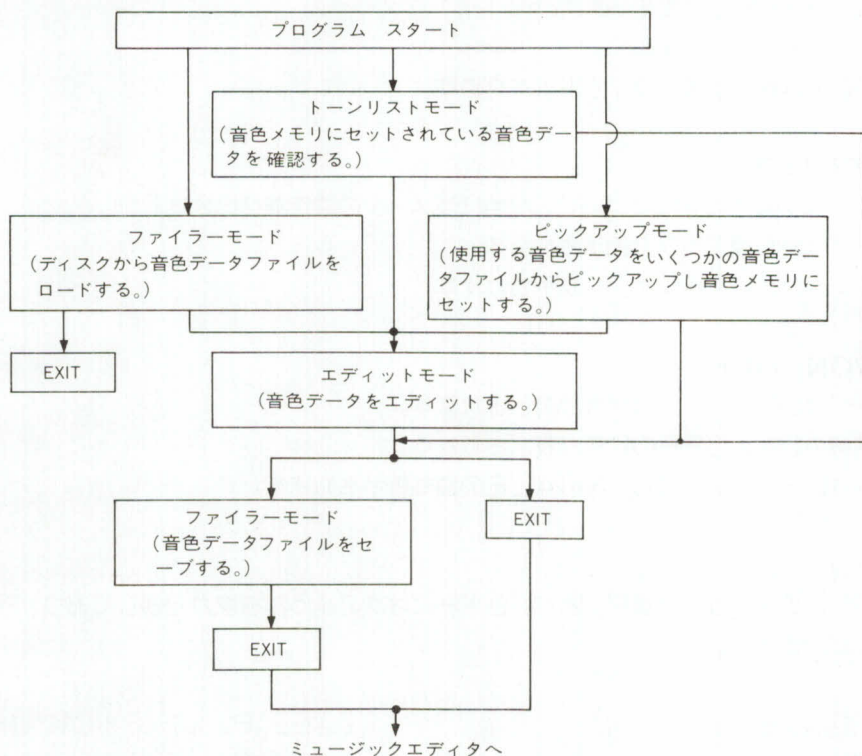 プログラム スタート
トーンリストモード
(音色メモリにセットされている音色デー
タを確認する。)
ファイラーモード
(ディスクから音色データファイルを
ロードする。)
ピックアップモード
(使用する音色データをいくつかの音色デー
タファイルからピックアップし音色メモリに
セットする。)
EXIT
エディットモード
(音色データをエディットする。)
ファイラーモード
(音色データファイルをセ
ーブする。)
EXIT
EXIT
ミュージックエディタへ